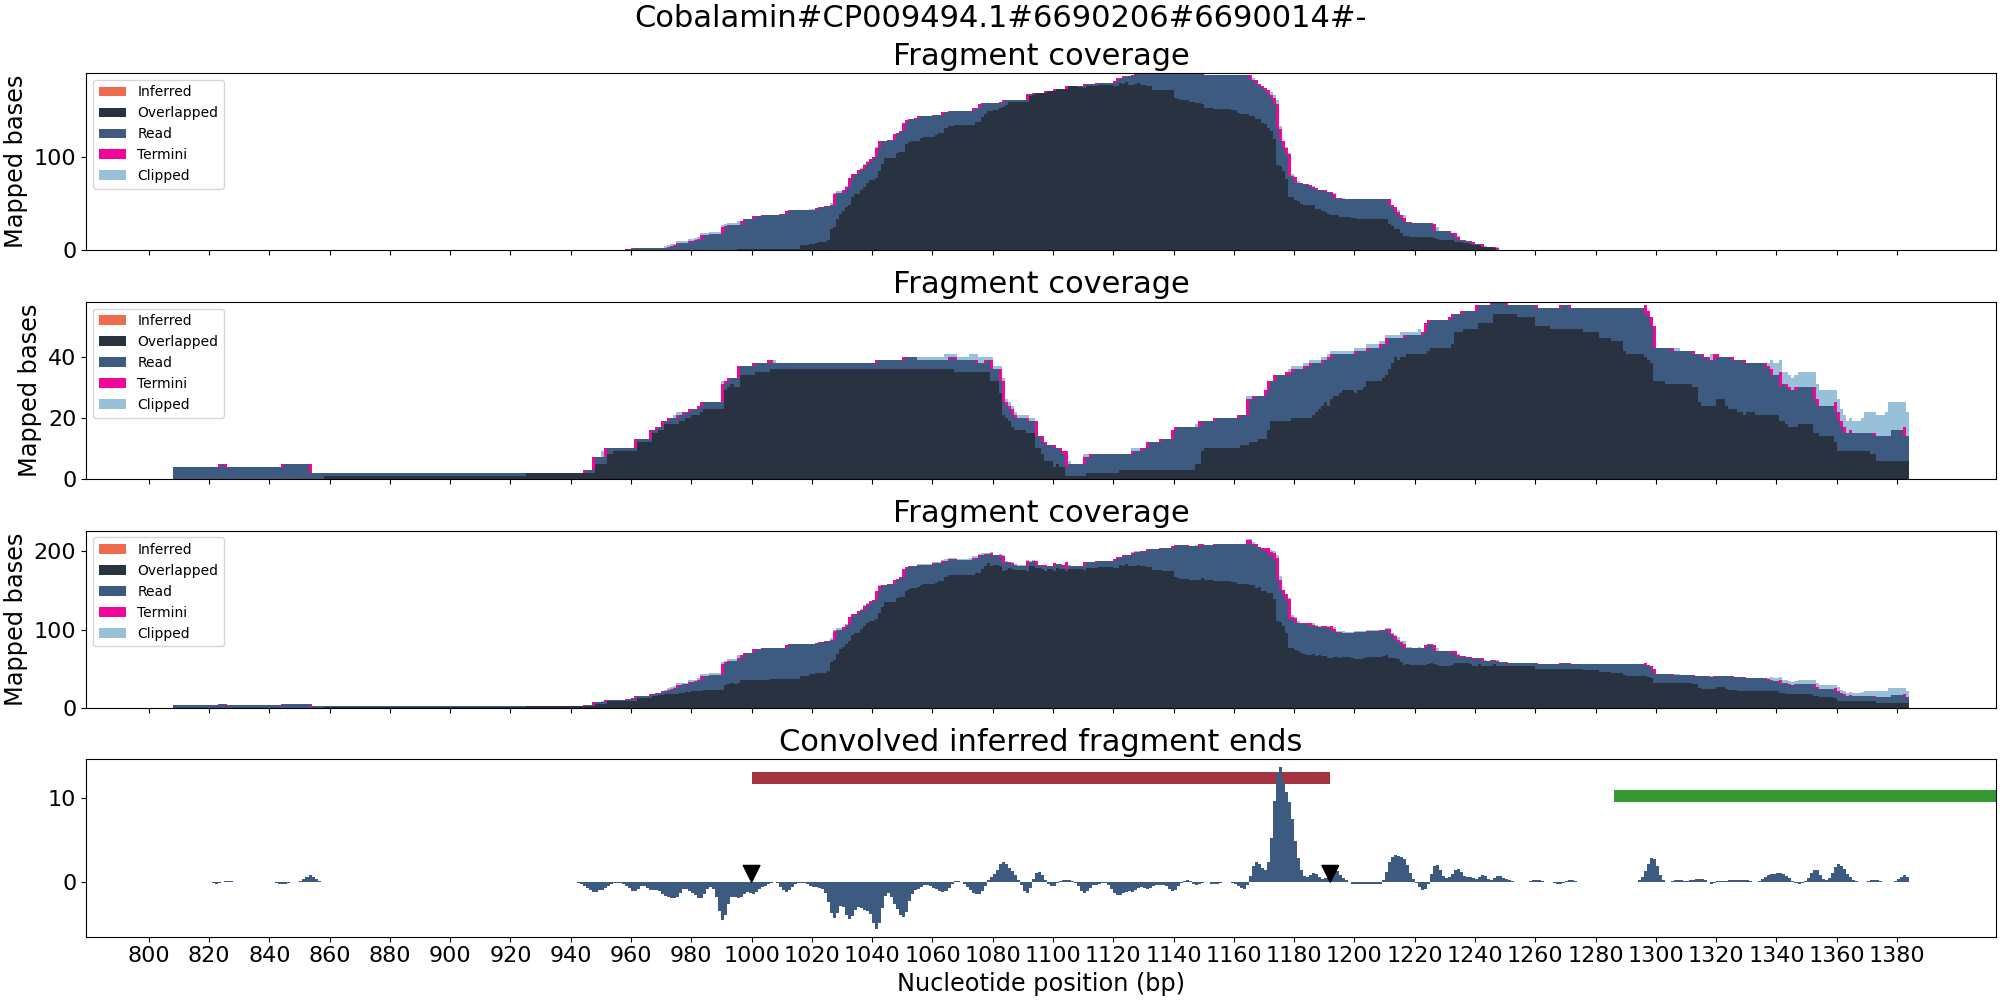 Cobalamin#CP009494.1#6690206#6690014#-
Fragment coverage
Mapped bases
100
0
Inferred
Overlapped
Read
Termini
Clipped
Fragment coverage
Mapped bases
40
20
0
Inferred
Overlapped
Read
Termini
Clipped
Fragment coverage
Mapped bases
200
100
0
Inferred
Overlapped
Read
Termini
Clipped
Convolved inferred fragment ends
10
0
800 820 840 860 880 900 920 940 960 980 1000 1020 1040 1060 1080 1100 1120 1140 1160 1180 1200 1220 1240 1260 1280 1300 1320 1340 1360 1380
Nucleotide position (bp)